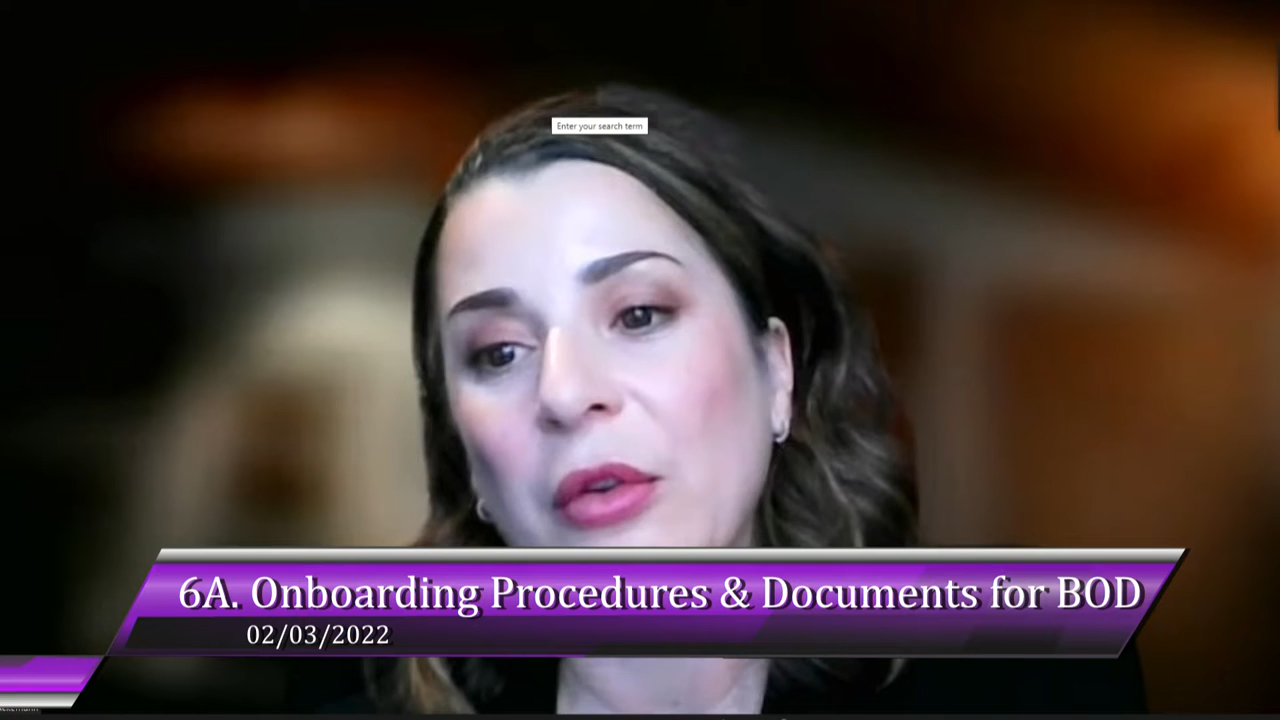 Enter your search term
6A. Onboarding Procedures & Documents for BOD
02/03/2022